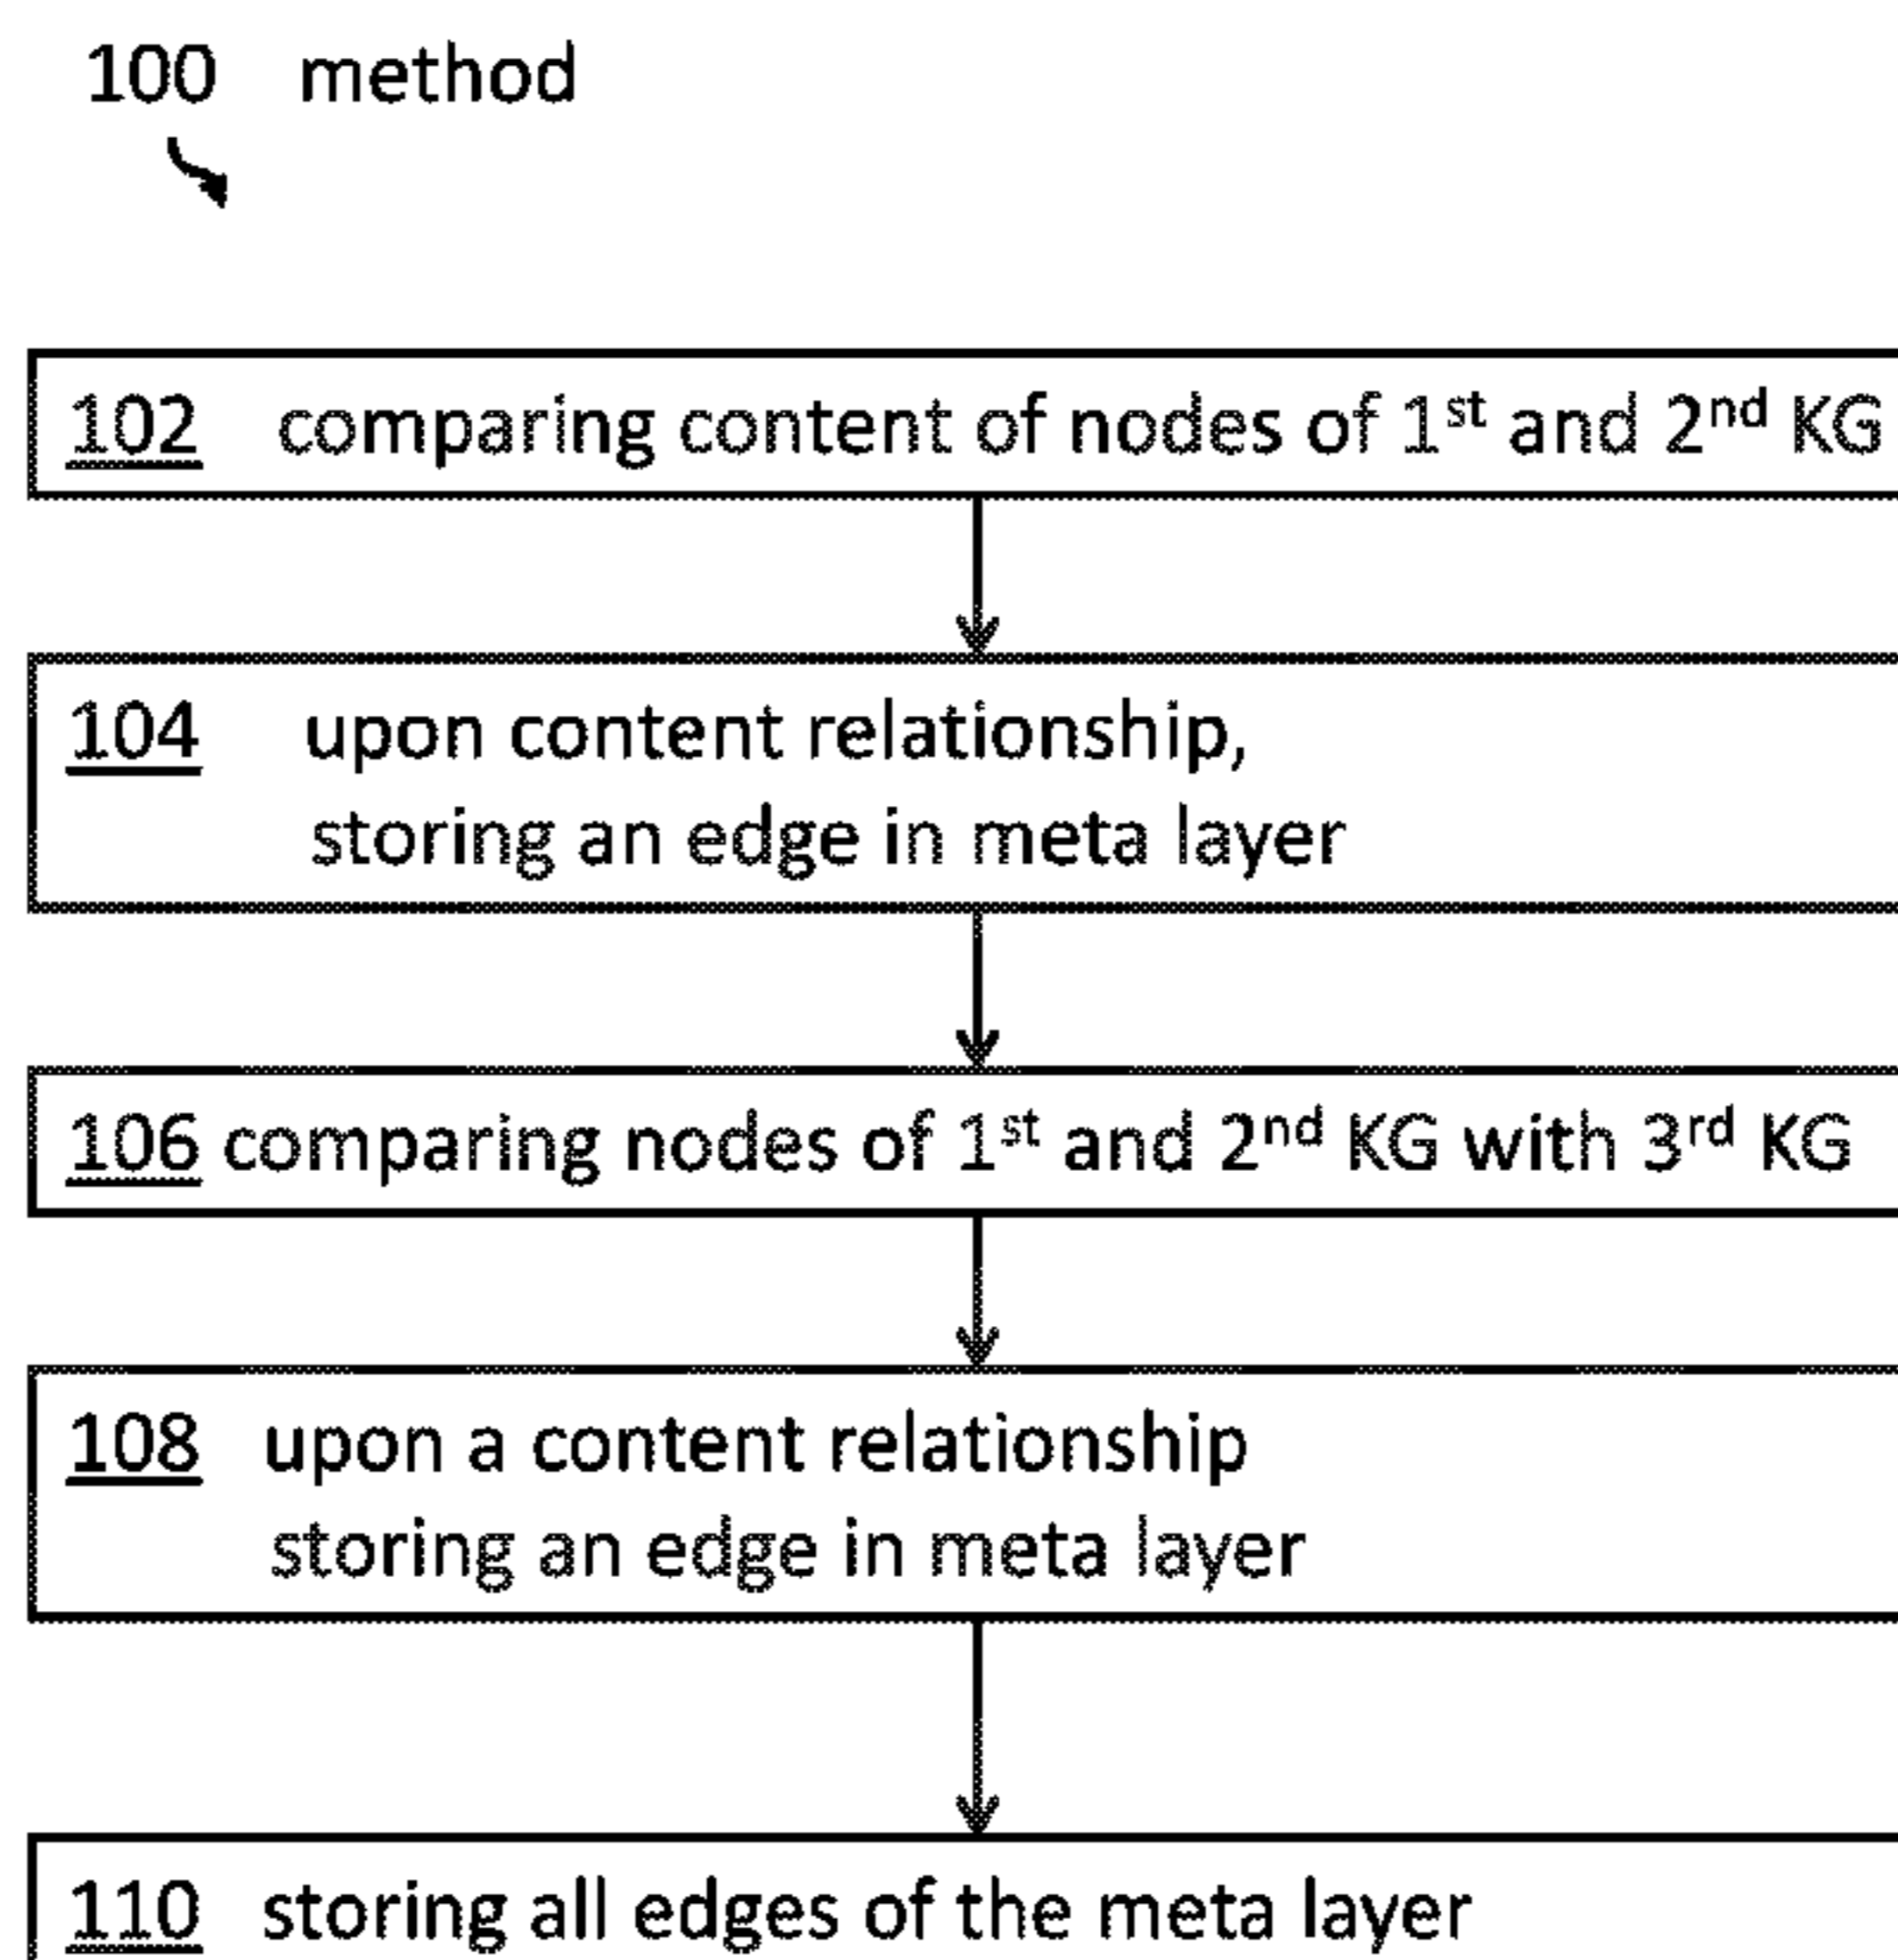 100 method
102 comparing content of nodes of 1st and 2nd KG
104 upon content relationship,
storing an edge in meta layer
106 comparing nodes of 1st and 2nd KG with 3rd KG
108 upon a content relationship
storing an edge in meta layer
110 storing all edges of the meta layer